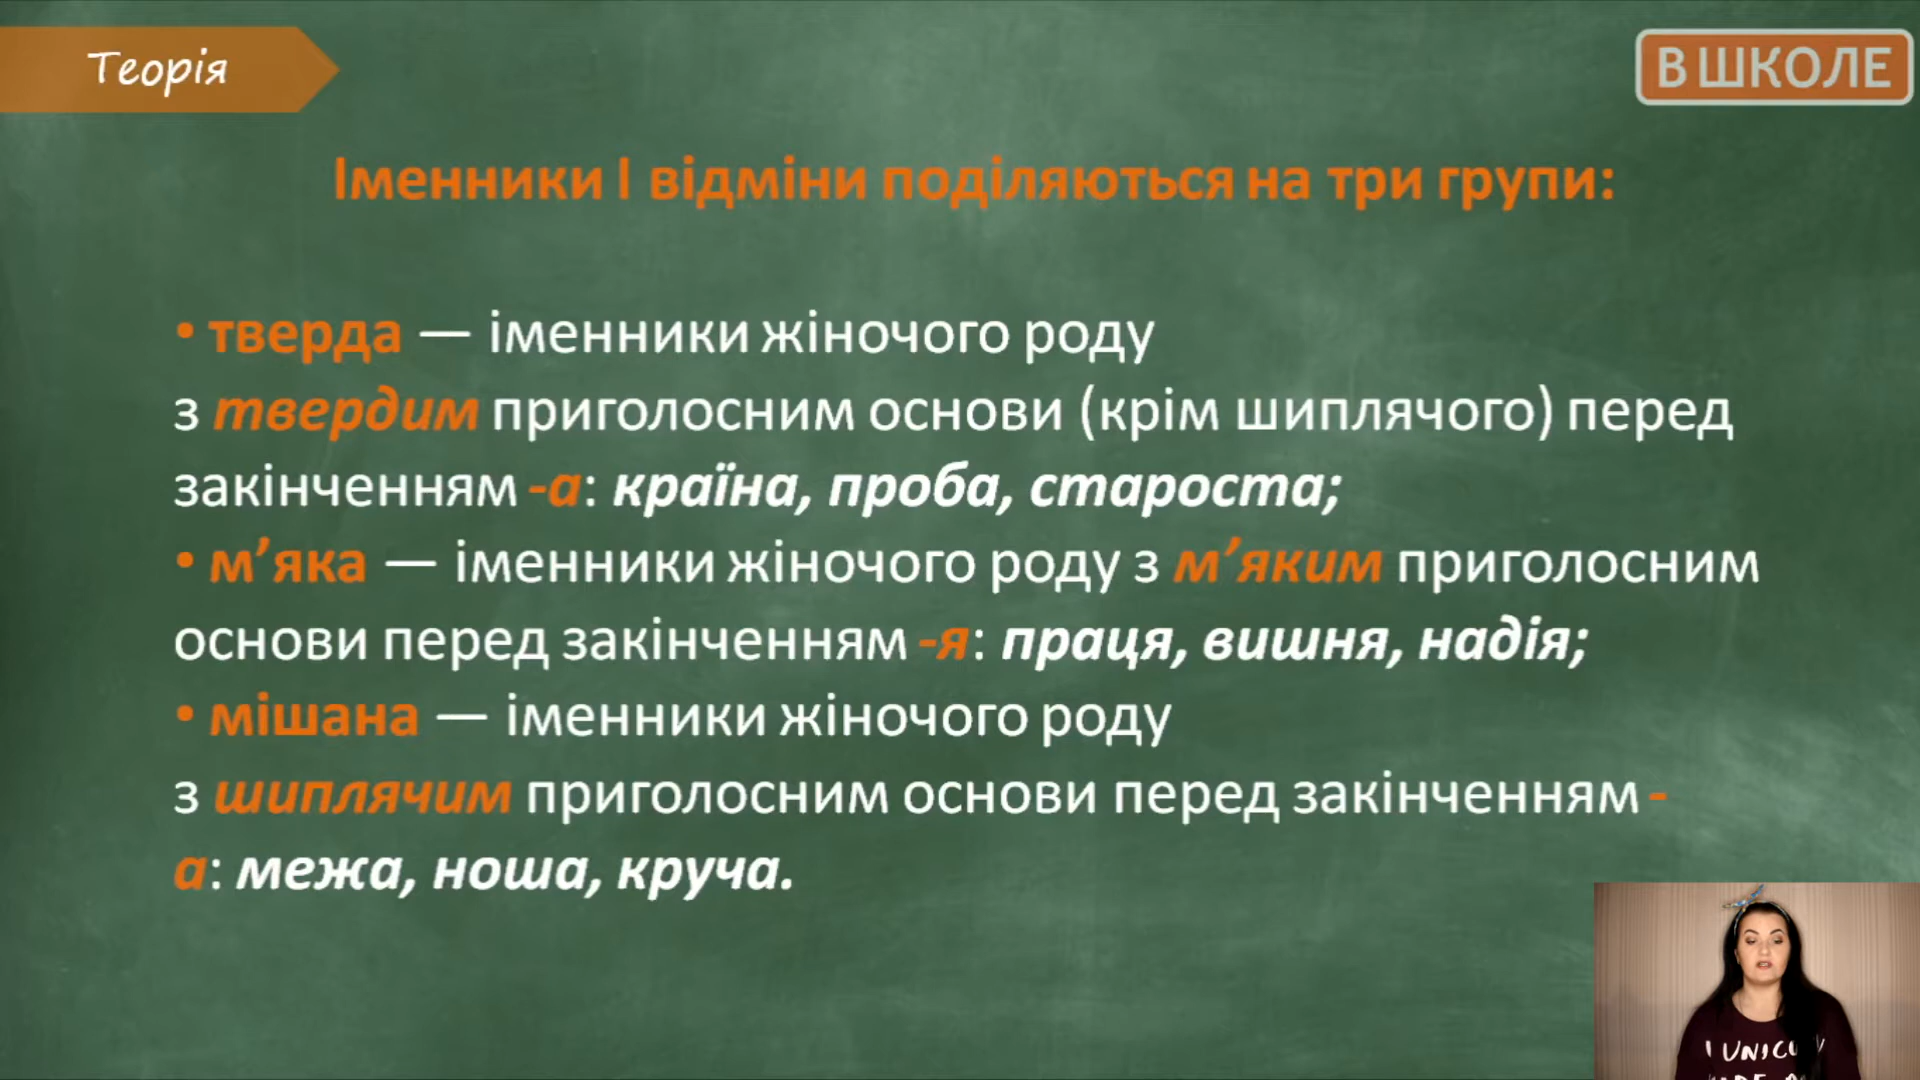 Теорія
В ШКОЛЕ
Іменники І відміни поділяються на три групи:
• тверда — іменники жіночого роду
з твердим приголосним основи (крім шиплячого) перед
закінченням -а: країна, проба, староста;
• м’яка — іменники жіночого роду з м’яким приголосним
основи перед закінченням -я: праця, вишня, надія;
• мішана — іменники жіночого роду
з шиплячим приголосним основи перед закінченням -
а: межа, ноша, круча.